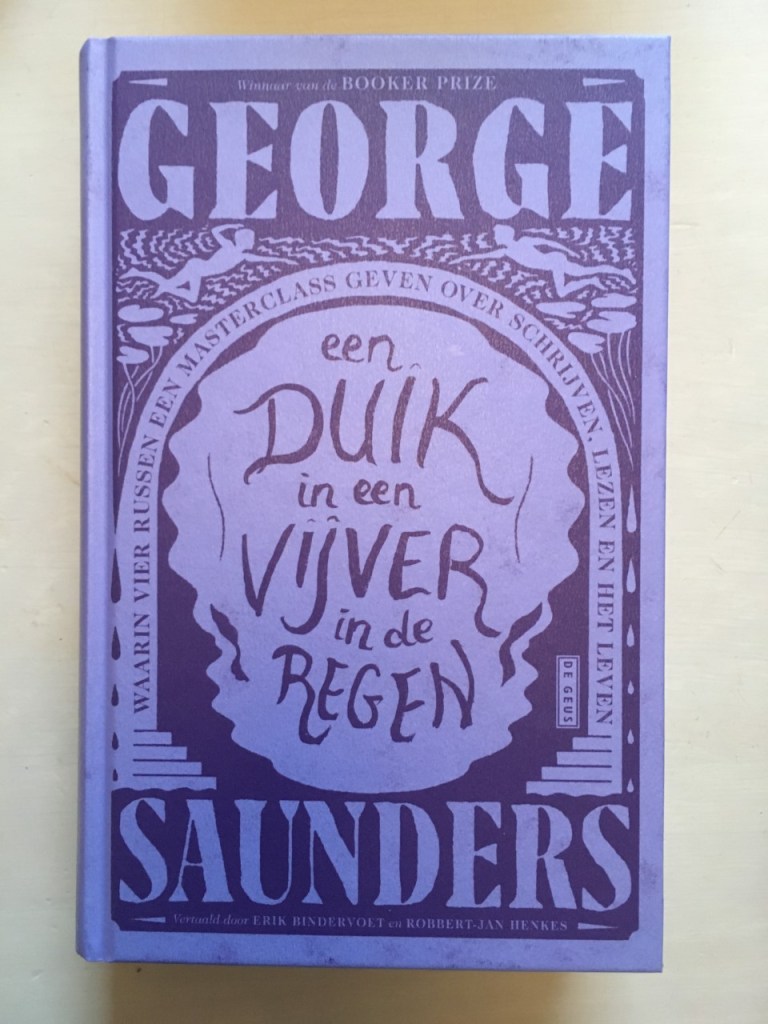 Winnaar van de BOOKER PRIZE
GEORGE
WAARIN VIER RUSSEN EEN MASTERCLASS GEVEN OVER SCHRIJVEN, LEZEN EN HET LEVEN
een
DUIK
in een
VIJVER
in de
REGEN
DE GEUS
SAUNDERS
Vertaald door ERIK BINDERVOET en ROBBERT-JAN HENKES